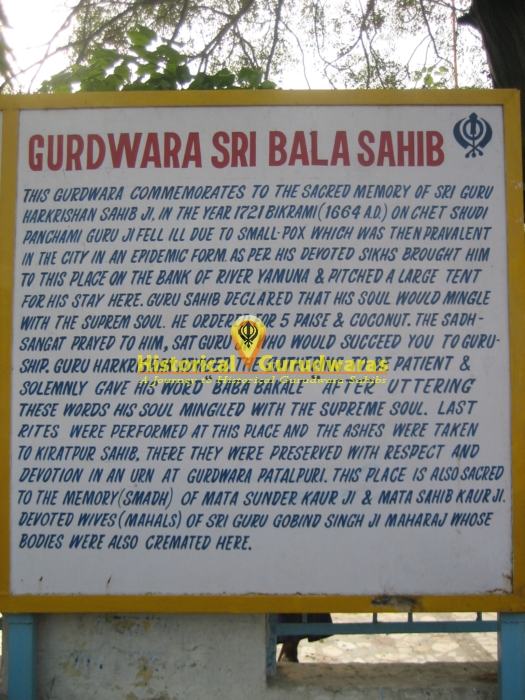 GURDWARA SRI BALA SAHIB
THIS GURDWARA COMMEMORATES TO THE SACRED MEMORY OF SRI GURU
HARKRISHAN SAHIB JI. IN THE YEAR 1721 BIKRAMI (1664 A.D.) ON CHET SHUDI
PANCHAMI GURU JI FELL ILL DUE TO SMALL-POX WHICH WAS THEN PRAVALENT
IN THE CITY IN AN EPIDEMIC FORM. AS PER HIS DEVOTED SIKHS BROUGHT HIM
TO THIS PLACE ON THE BANK OF RIVER YAMUNA & PITCHED A LARGE TENT
FOR HIS STAY HERE. GURU SAHIB DECLARED THAT HIS SOUL WOULD MINGLE
WITH THE SUPREM SOUL. HE ORDERED FOR 5 PAISE & COCONUT. THE SADH-
SANGAT PRAYED TO HIM, SAT GURU WHO WOULD SUCCEED YOU TO GURU-
SHIP. GURU HARKRISHAN PATIENT &
Historical Gurudwaras
A Journey to Historical Gurudwara Sahibs
SOLEMNLY GAVE HIS WORD "BABA BAKALE" AFTER UTTERING
THESE WORDS HIS SOUL MINGILED WITH THE SUPREME SOUL. LAST
RITES WERE PERFORMED AT THIS PLACE AND THE ASHES WERE TAKEN
TO KIRATPUR SAHIB. THERE THEY WERE PRESERVED WITH RESPECT AND
DEVOTION IN AN URN AT GURDWARA PATALPURI. THIS PLACE IS ALSO SACRED
TO THE MEMORY (SMADH) OF MATA SUNDER KAUR JI & MATA SAHIB KAUR JI.
DEVOTED WIVES (MAHALS) OF SRI GURU GOBIND SINGH JI MAHARAJ WHOSE
BODIES WERE ALSO CREMATED HERE.